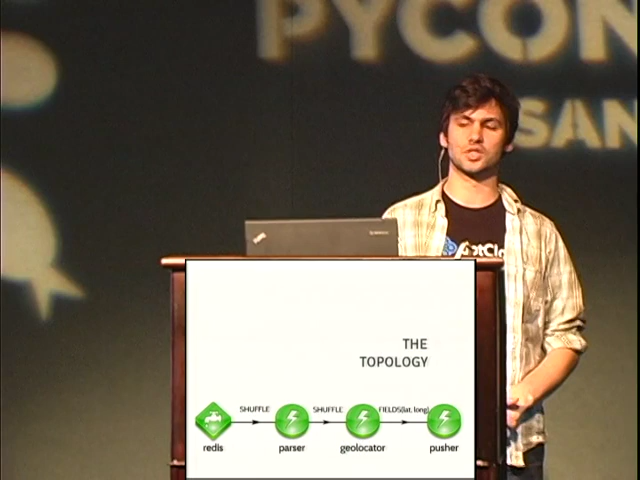 PYCON
SAN
THE
TOPOLOGY
SHUFFLE
SHUFFLE
FIELDS(lat, long)
redis
parser
geolocator
pusher